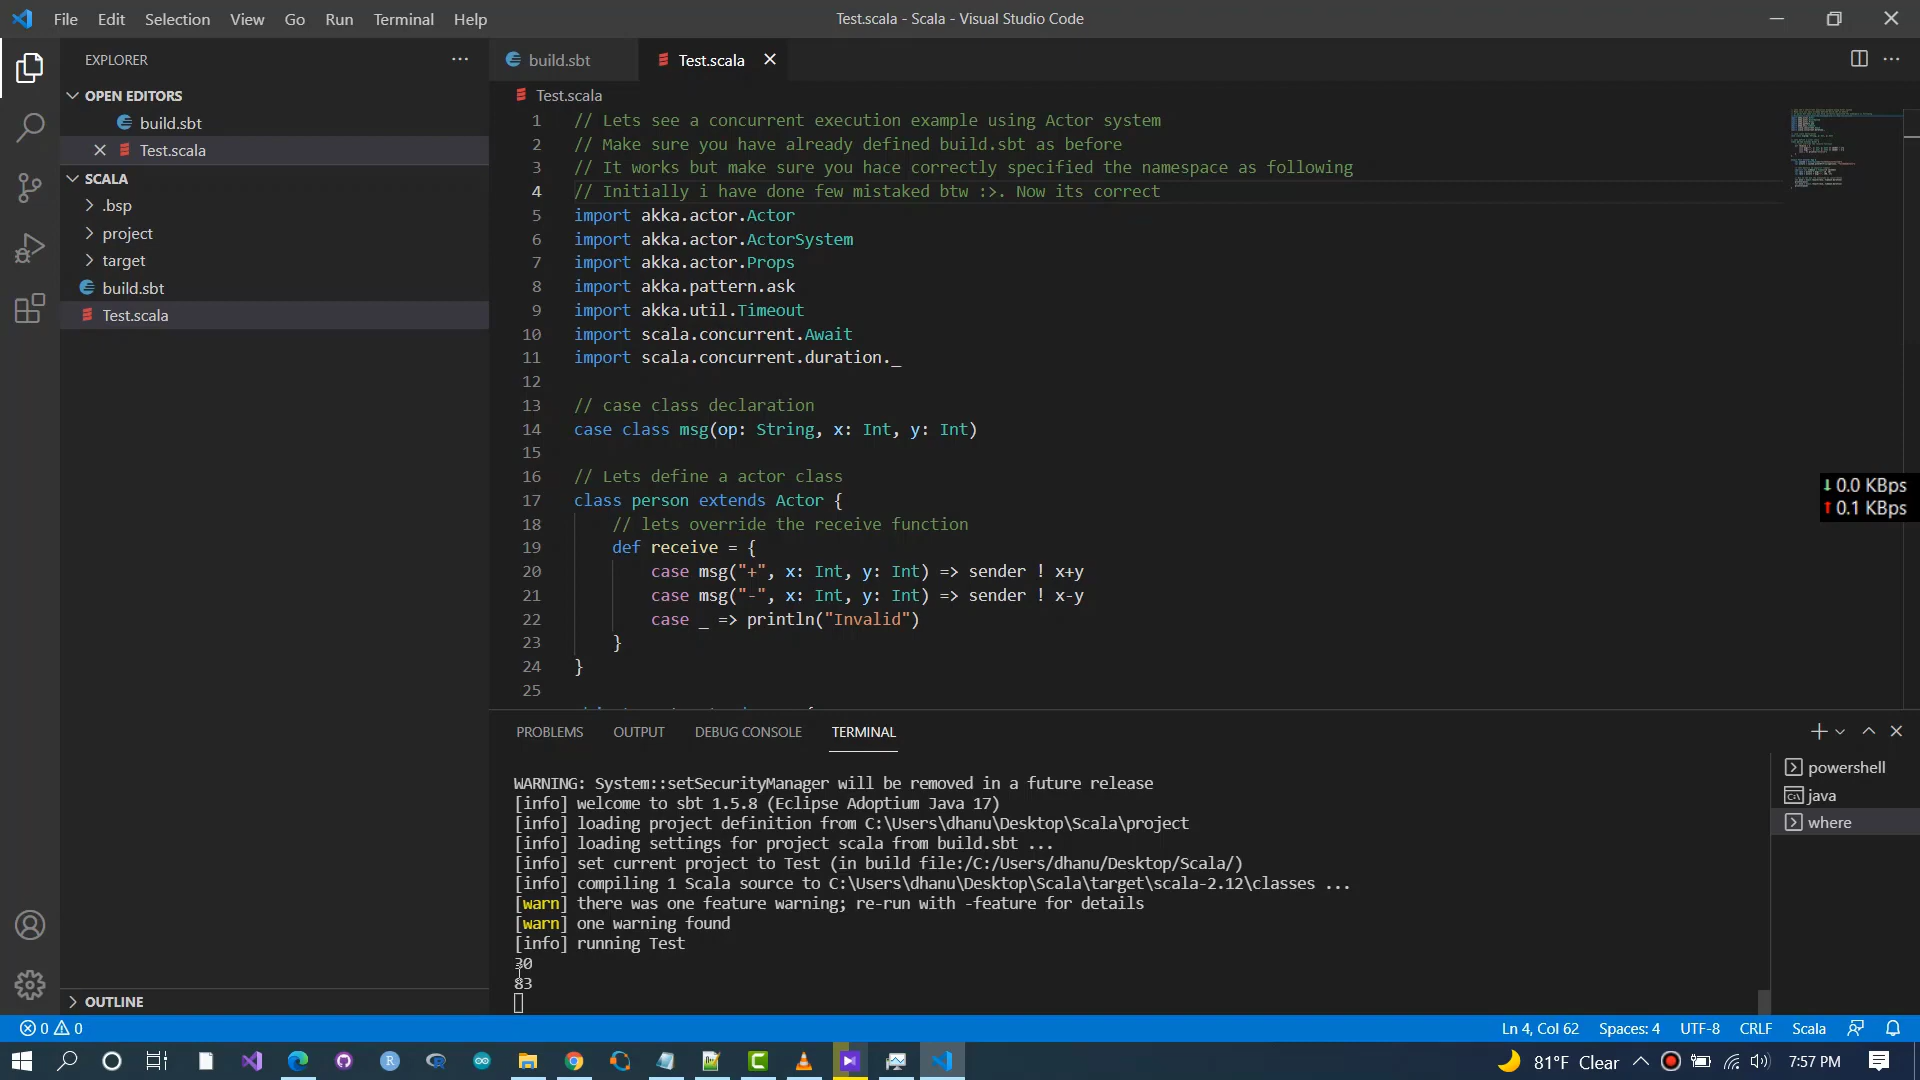 File Edit Selection View Go Run Terminal Help
Test.scala - Scala - Visual Studio Code
EXPLORER
OPEN EDITORS
build.sbt
Test.scala
SCALA
.bsp
project
target
build.sbt
Test.scala
OUTLINE
build.sbt
Test.scala
Test.scala
1 // Lets see a concurrent execution example using Actor system
2 // Make sure you have already defined build.sbt as before
3 // It works but make sure you hace correctly specified the namespace as following
4 // Initially i have done few mistaked btw :>. Now its correct
5 import akka.actor.Actor
6 import akka.actor.ActorSystem
7 import akka.actor.Props
8 import akka.pattern.ask
9 import akka.util.Timeout
10 import scala.concurrent.Await
11 import scala.concurrent.duration._
12
13 // case class declaration
14 case class msg(op: String, x: Int, y: Int)
15
16 // Lets define a actor class
17 class person extends Actor {
18 // lets override the receive function
19 def receive = {
20 case msg("+", x: Int, y: Int) => sender ! x+y
21 case msg("-", x: Int, y: Int) => sender ! x-y
22 case _ => println("Invalid")
23 }
24 }
25
↓ 0.0 KBps
↑ 0.1 KBps
PROBLEMS OUTPUT DEBUG CONSOLE TERMINAL
WARNING: System::setSecurityManager will be removed in a future release
[info] welcome to sbt 1.5.8 (Eclipse Adoptium Java 17)
[info] loading project definition from C:\Users\dhanu\Desktop\Scala\project
[info] loading settings for project scala from build.sbt ...
[info] set current project to Test (in build file:/C:/Users/dhanu/Desktop/Scala/)
[info] compiling 1 Scala source to C:\Users\dhanu\Desktop\Scala\target\scala-2.12\classes ...
[warn] there was one feature warning; re-run with -feature for details
[warn] one warning found
[info] running Test
30
83
powershell
java
where
0 0
Ln 4, Col 62 Spaces: 4 UTF-8 CRLF Scala
81°F Clear 7:57 PM